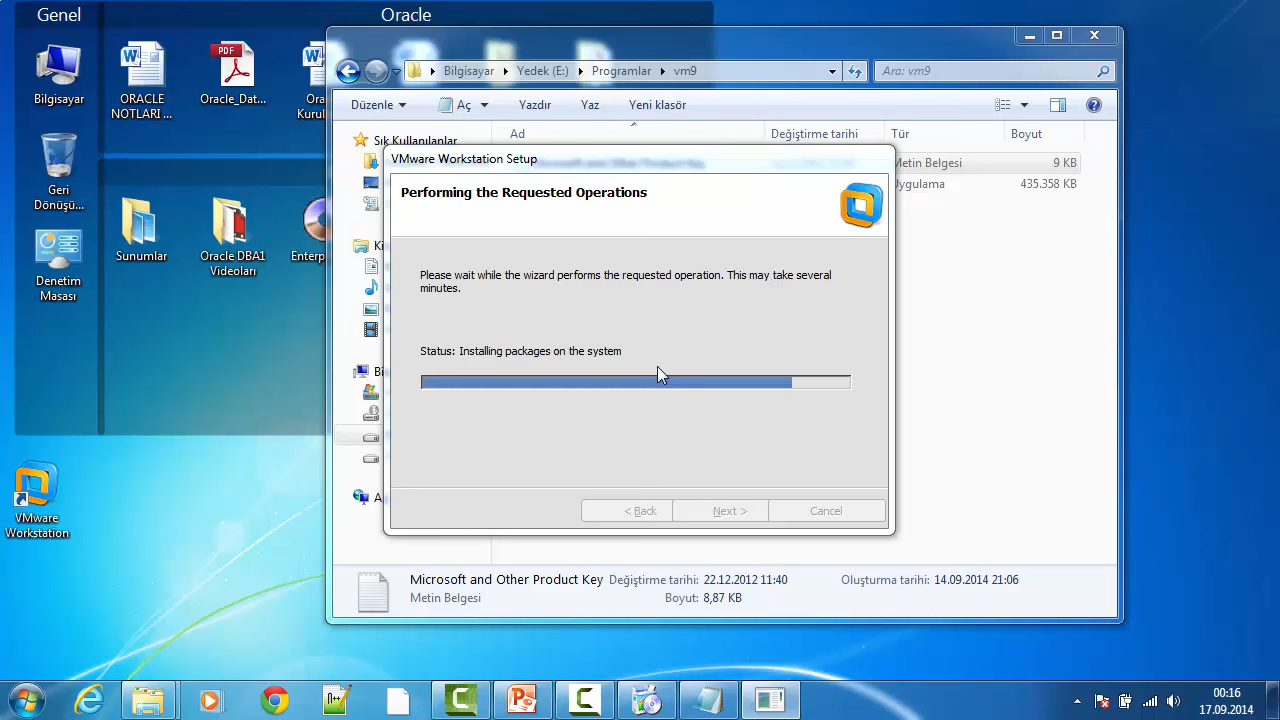 Genel
Oracle
Bilgisayar
ORACLE
NOTLARI ...
PDF
Oracle_Dat...
Geri
Dönüşü...
Denetim
Masası
Sunumlar
Oracle DBA1
Videoları
VMware
Workstation
Bilgisayar
Yedek (E:)
Programlar
vm9
Ara: vm9
Düzenle
Aç
Yazdır
Yaz
Yeni klasör
Sık Kullanılanlar
Ad
Değiştirme tarihi
Tür
Boyut
Metin Belgesi
9 KB
Uygulama
435.358 KB
VMware Workstation Setup
Performing the Requested Operations
Please wait while the wizard performs the requested operation. This may take several
minutes.
Status: Installing packages on the system
< Back
Next >
Cancel
Microsoft and Other Product Key
Değiştirme tarihi: 22.12.2012 11:40
Oluşturma tarihi: 14.09.2014 21:06
Metin Belgesi
Boyut: 8,87 KB
00:16
17.09.2014